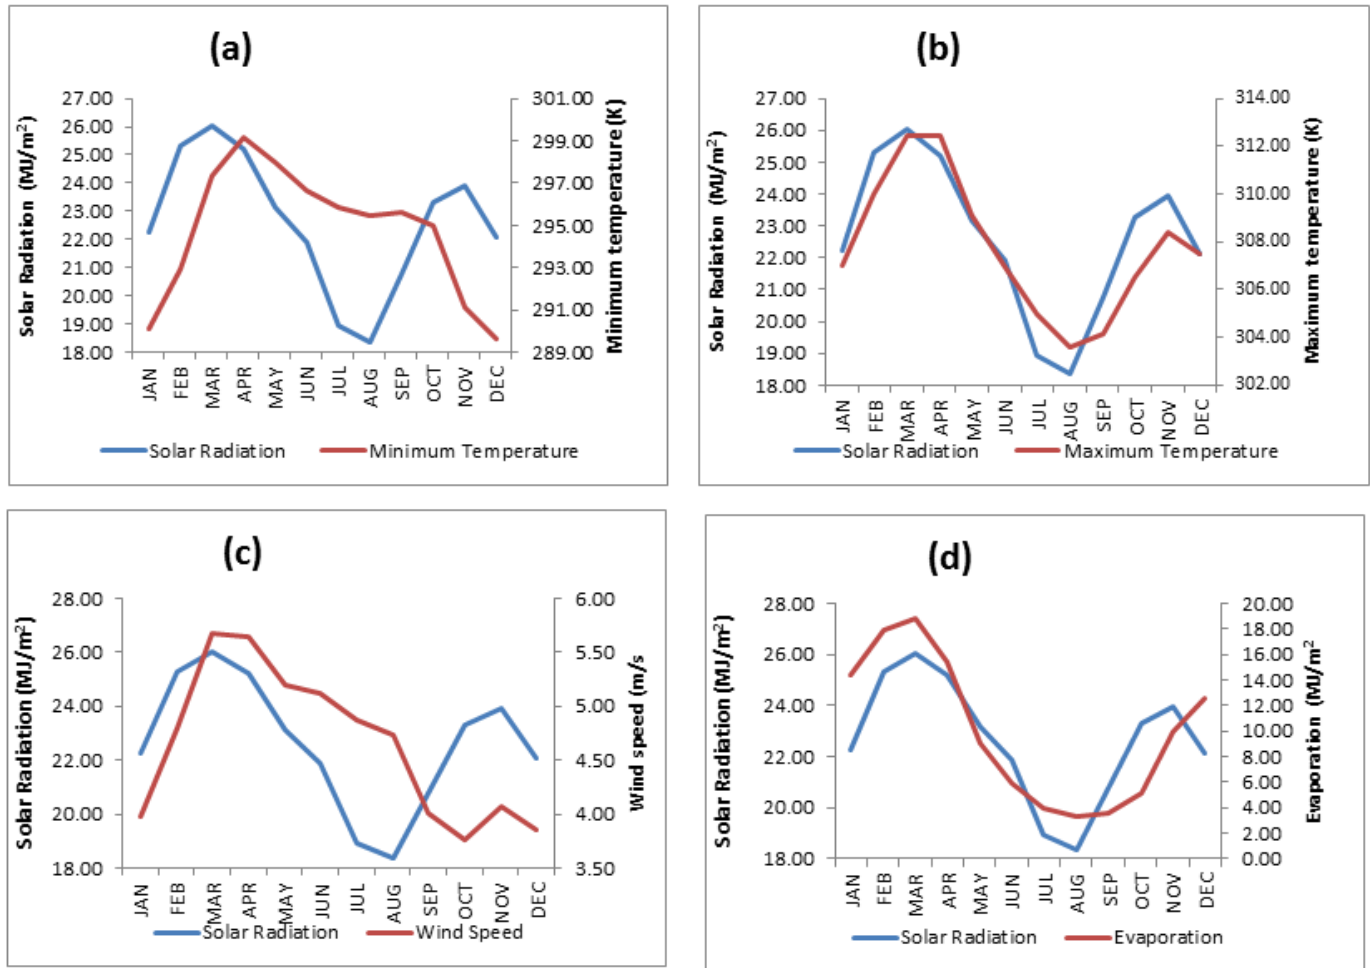 (a)
Solar Radiation (MJ/m²)
27.00
26.00
25.00
24.00
23.00
22.00
21.00
20.00
19.00
18.00
301.00
299.00
297.00
295.00
293.00
291.00
289.00
Minimum temperature (K)
JAN
FEB
MAR
APR
MAY
JUN
JUL
AUG
SEP
OCT
NOV
DEC
Solar Radiation
Minimum Temperature
(b)
Solar Radiation (MJ/m²)
27.00
26.00
25.00
24.00
23.00
22.00
21.00
20.00
19.00
18.00
314.00
312.00
310.00
308.00
306.00
304.00
302.00
Maximum temperature (K)
JAN
FEB
MAR
APR
MAY
JUN
JUL
AUG
SEP
OCT
NOV
DEC
Solar Radiation
Maximum Temperature
(c)
Solar Radiation (MJ/m²)
28.00
26.00
24.00
22.00
20.00
18.00
6.00
5.50
5.00
4.50
4.00
3.50
Wind speed (m/s
JAN
FEB
MAR
APR
MAY
JUN
JUL
AUG
SEP
OCT
NOV
DEC
Solar Radiation
Wind Speed
(d)
Solar Radiation (MJ/m²)
28.00
26.00
24.00
22.00
20.00
18.00
20.00
18.00
16.00
14.00
12.00
10.00
8.00
6.00
4.00
2.00
0.00
Evaporation (MJ/m²
JAN
FEB
MAR
APR
MAY
JUN
JUL
AUG
SEP
OCT
NOV
DEC
Solar Radiation
Evaporation